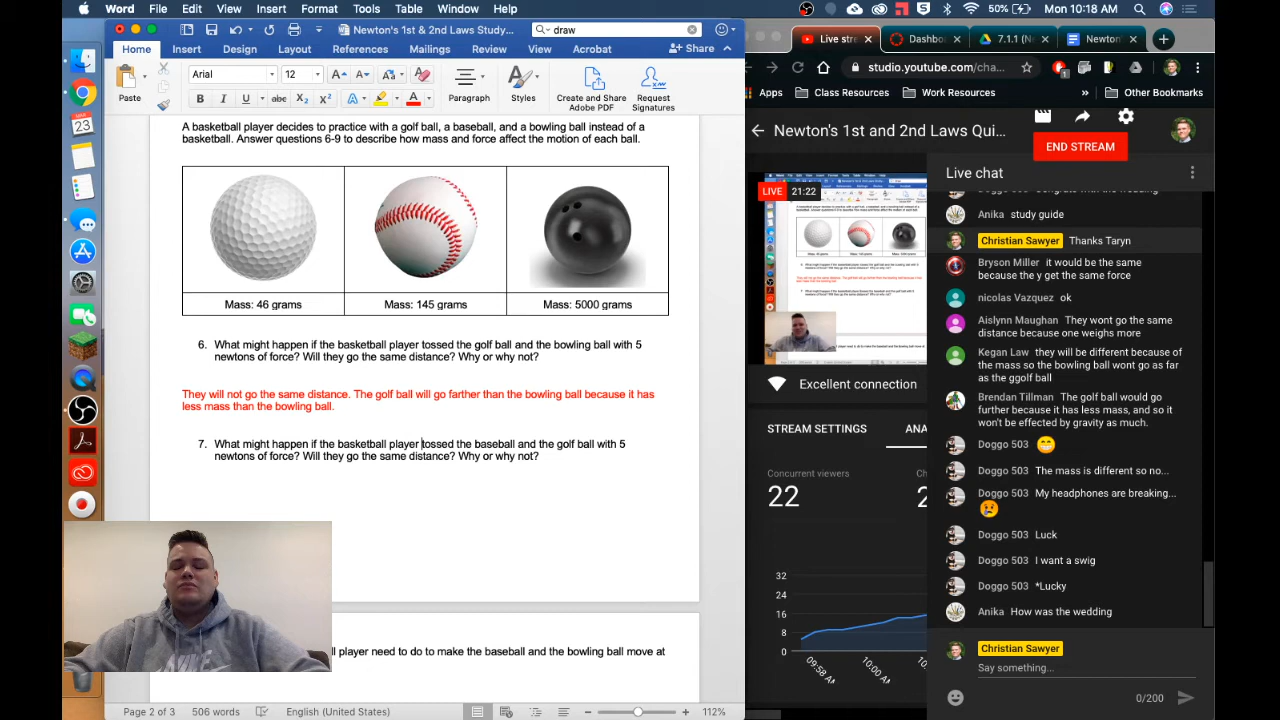 Word File Edit View Insert Format Tools Table Window Help
50% Mon 10:18 AM
Newton's 1st & 2nd Laws Study...
draw
Home Insert Design Layout References Mailings Review View Acrobat Share
Paste
Arial 12
B I U abc X₂ X² A A
Paragraph Styles Create and Share Adobe PDF Request Signatures
MAR
23
A basketball player decides to practice with a golf ball, a baseball, and a bowling ball instead of a
basketball. Answer questions 6-9 to describe how mass and force affect the motion of each ball.
Mass: 46 grams Mass: 145 grams Mass: 5000 grams
6. What might happen if the basketball player tossed the golf ball and the bowling ball with 5
newtons of force? Will they go the same distance? Why or why not?
They will not go the same distance. The golf ball will go farther than the bowling ball because it has
less mass than the bowling ball.
7. What might happen if the basketball player tossed the baseball and the golf ball with 5
newtons of force? Will they go the same distance? Why or why not?
ll player need to do to make the baseball and the bowling ball move at
Page 2 of 3 506 words English (United States) 112%
Live stre Dashbo 7.1.1 (N Newton
studio.youtube.com/cha...
Apps Class Resources Work Resources » Other Bookmarks
Newton's 1st and 2nd Laws Qui...
END STREAM
LIVE 21:22
Excellent connection
STREAM SETTINGS ANA
Concurrent viewers
22
32
24
16
8
0
09:58 AM
10:00 AM
Live chat
Anika study guide
Christian Sawyer Thanks Taryn
Bryson Miller it would be the same
because the y get the same force
nicolas Vazquez ok
Aislynn Maughan They wont go the same
distance because one weighs more
Kegan Law they will be different because of
the mass so the bowling ball wont go as far
as the ggolf ball
Brendan Tillman The golf ball would go
further because it has less mass, and so it
won't be effected by gravity as much.
Doggo 503
Doggo 503 The mass is different so no...
Doggo 503 My headphones are breaking...
Doggo 503 Luck
Doggo 503 I want a swig
Doggo 503 *Lucky
Anika How was the wedding
Christian Sawyer
Say something...
0/200